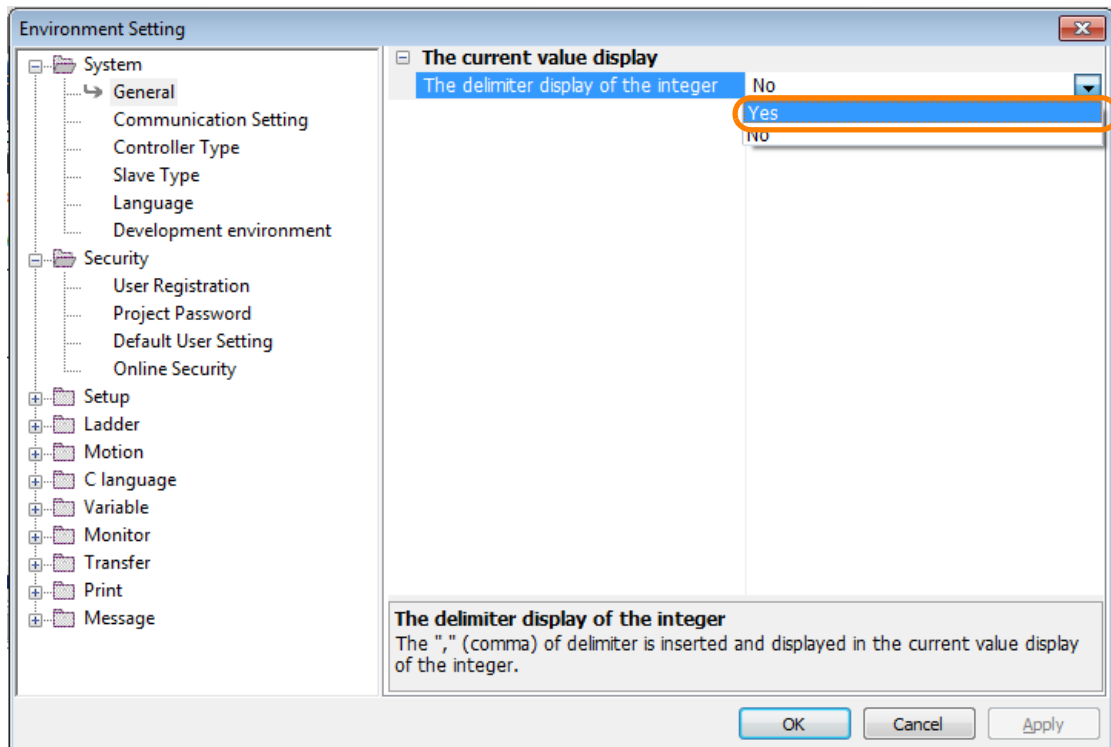 Environment Setting
System
General
Communication Setting
Controller Type
Slave Type
Language
Development environment
Security
User Registration
Project Password
Default User Setting
Online Security
Setup
Ladder
Motion
C language
Variable
Monitor
Transfer
Print
Message
The current value display
The delimiter display of the integer No
Yes
No
The delimiter display of the integer
The "," (comma) of delimiter is inserted and displayed in the current value display
of the integer.
OK Cancel Apply